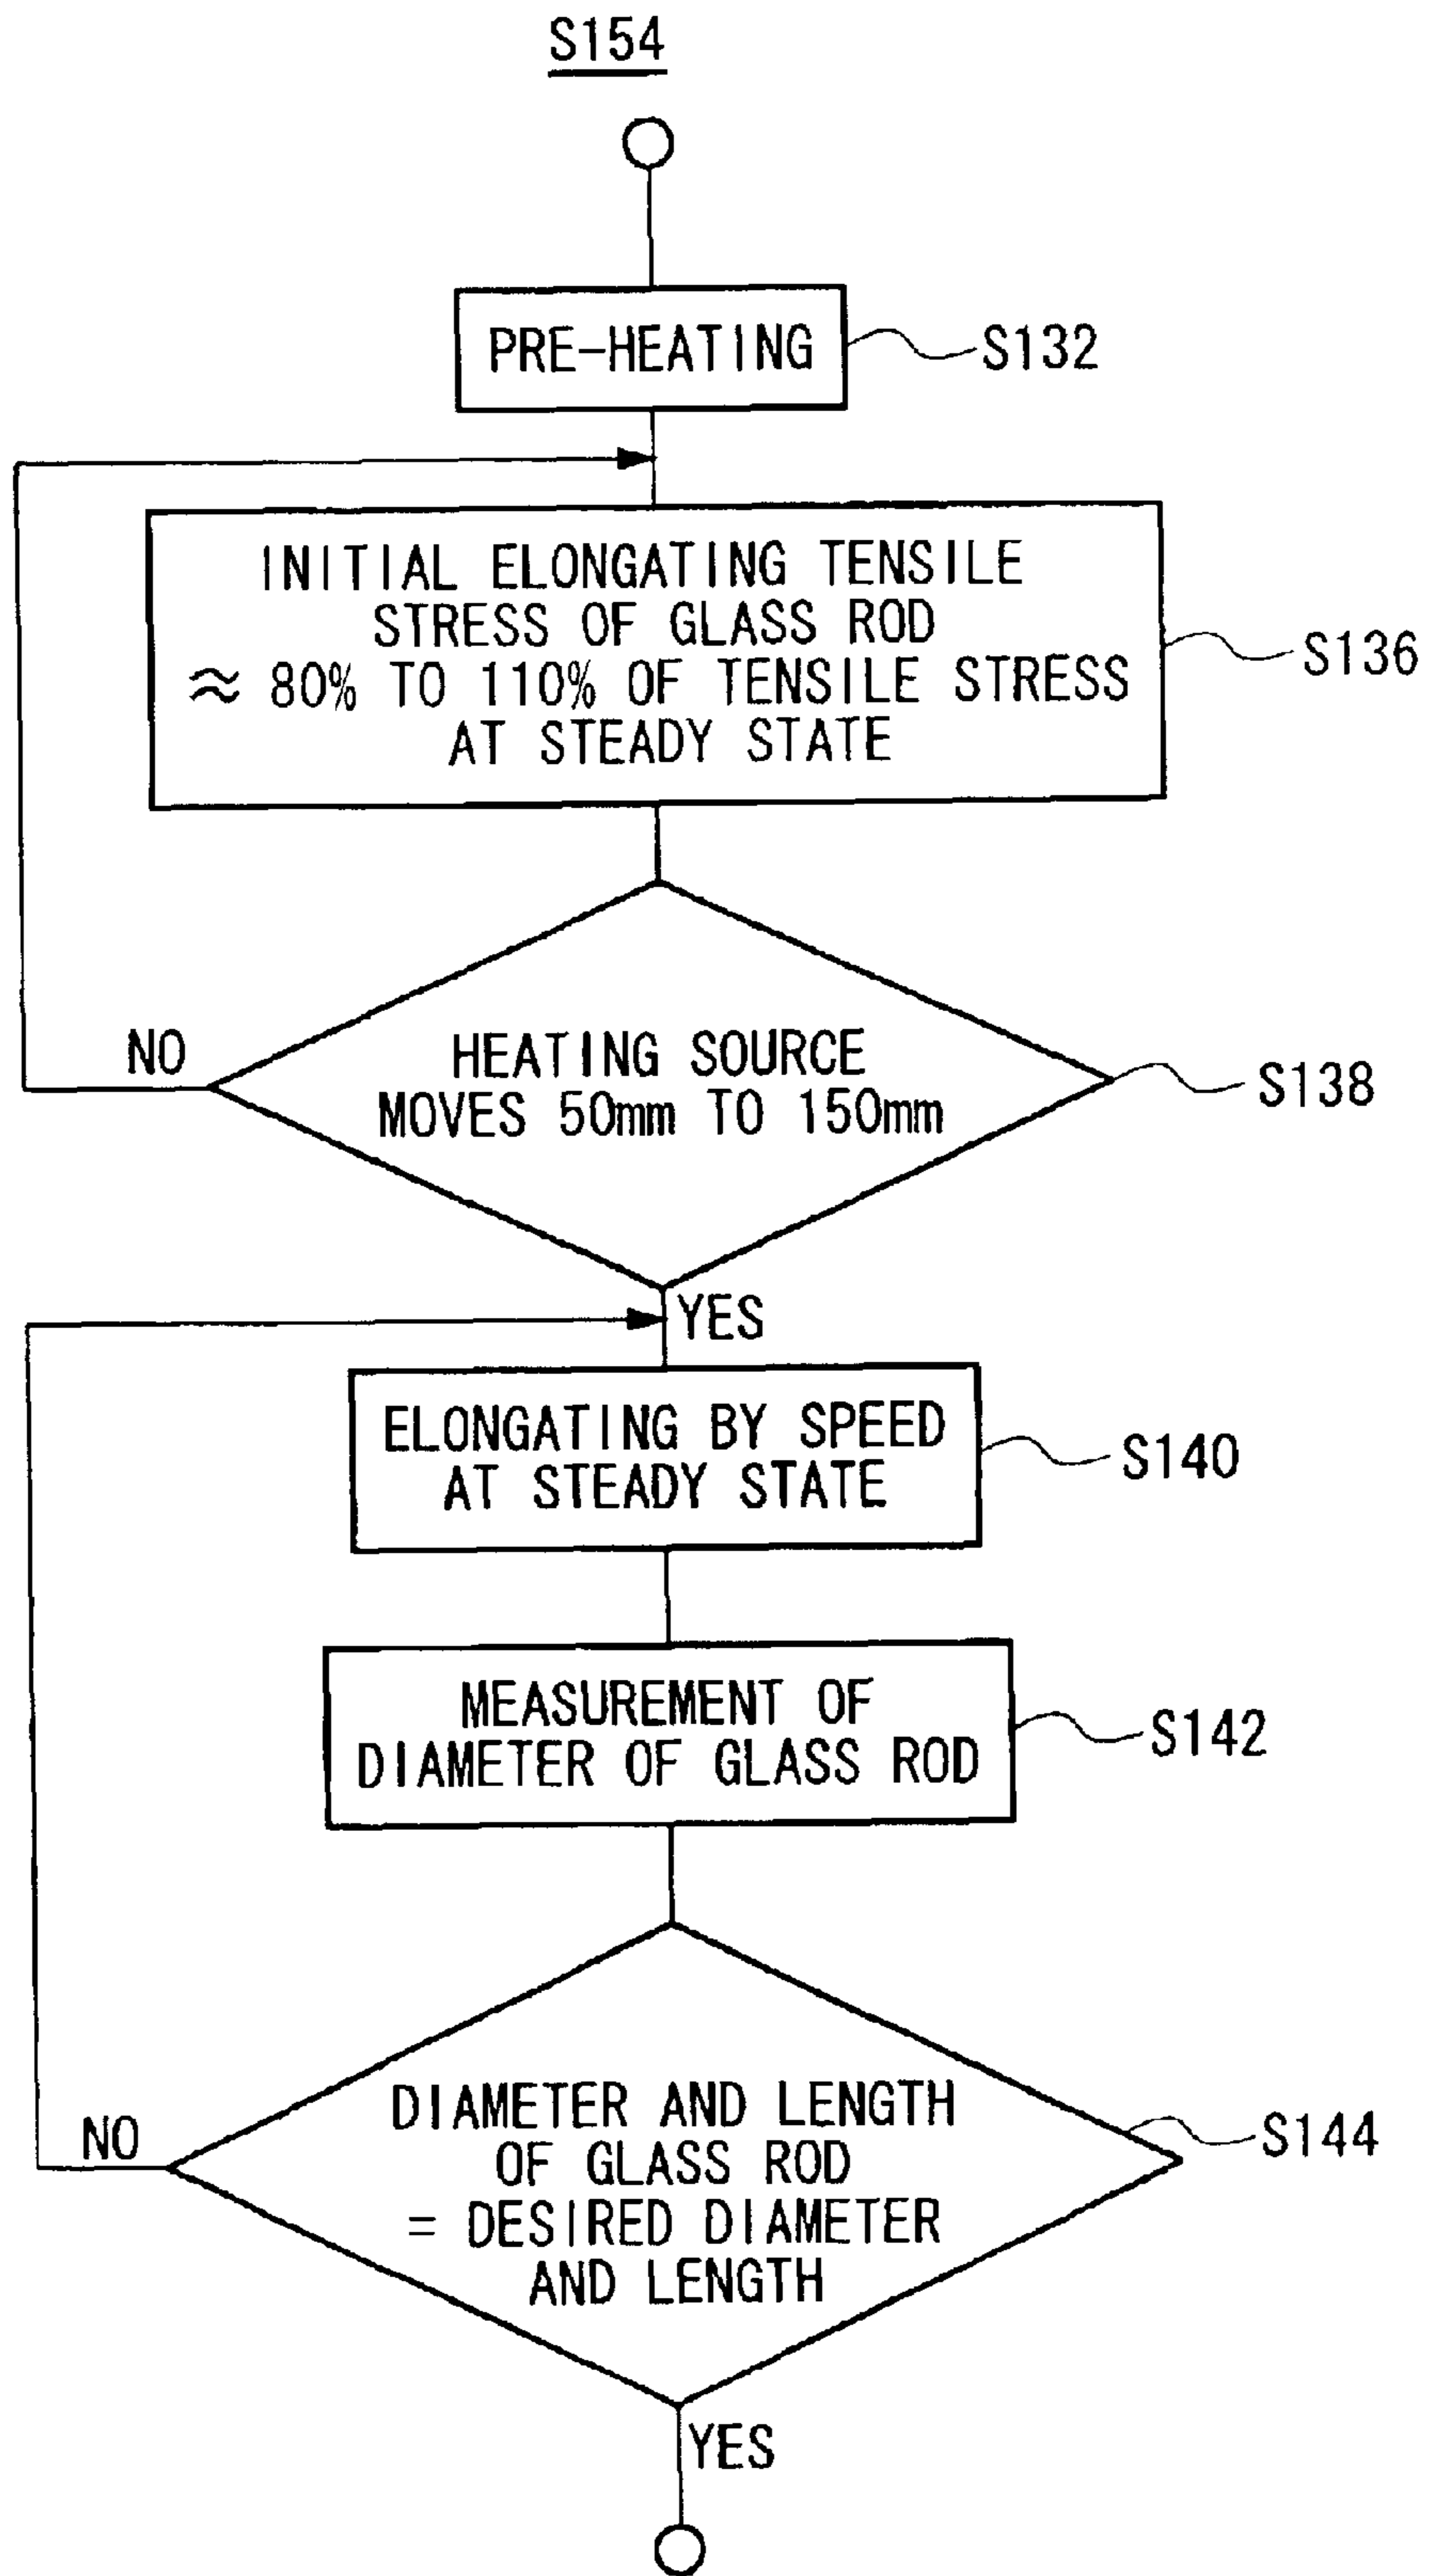 S154
PRE-HEATING
S132
INITIAL ELONGATING TENSILE
STRESS OF GLASS ROD
≈ 80% TO 110% OF TENSILE STRESS
AT STEADY STATE
S136
NO
HEATING SOURCE
MOVES 50mm TO 150mm
S138
YES
ELONGATING BY SPEED
AT STEADY STATE
S140
MEASUREMENT OF
DIAMETER OF GLASS ROD
S142
NO
DIAMETER AND LENGTH
OF GLASS ROD
= DESIRED DIAMETER
AND LENGTH
S144
YES